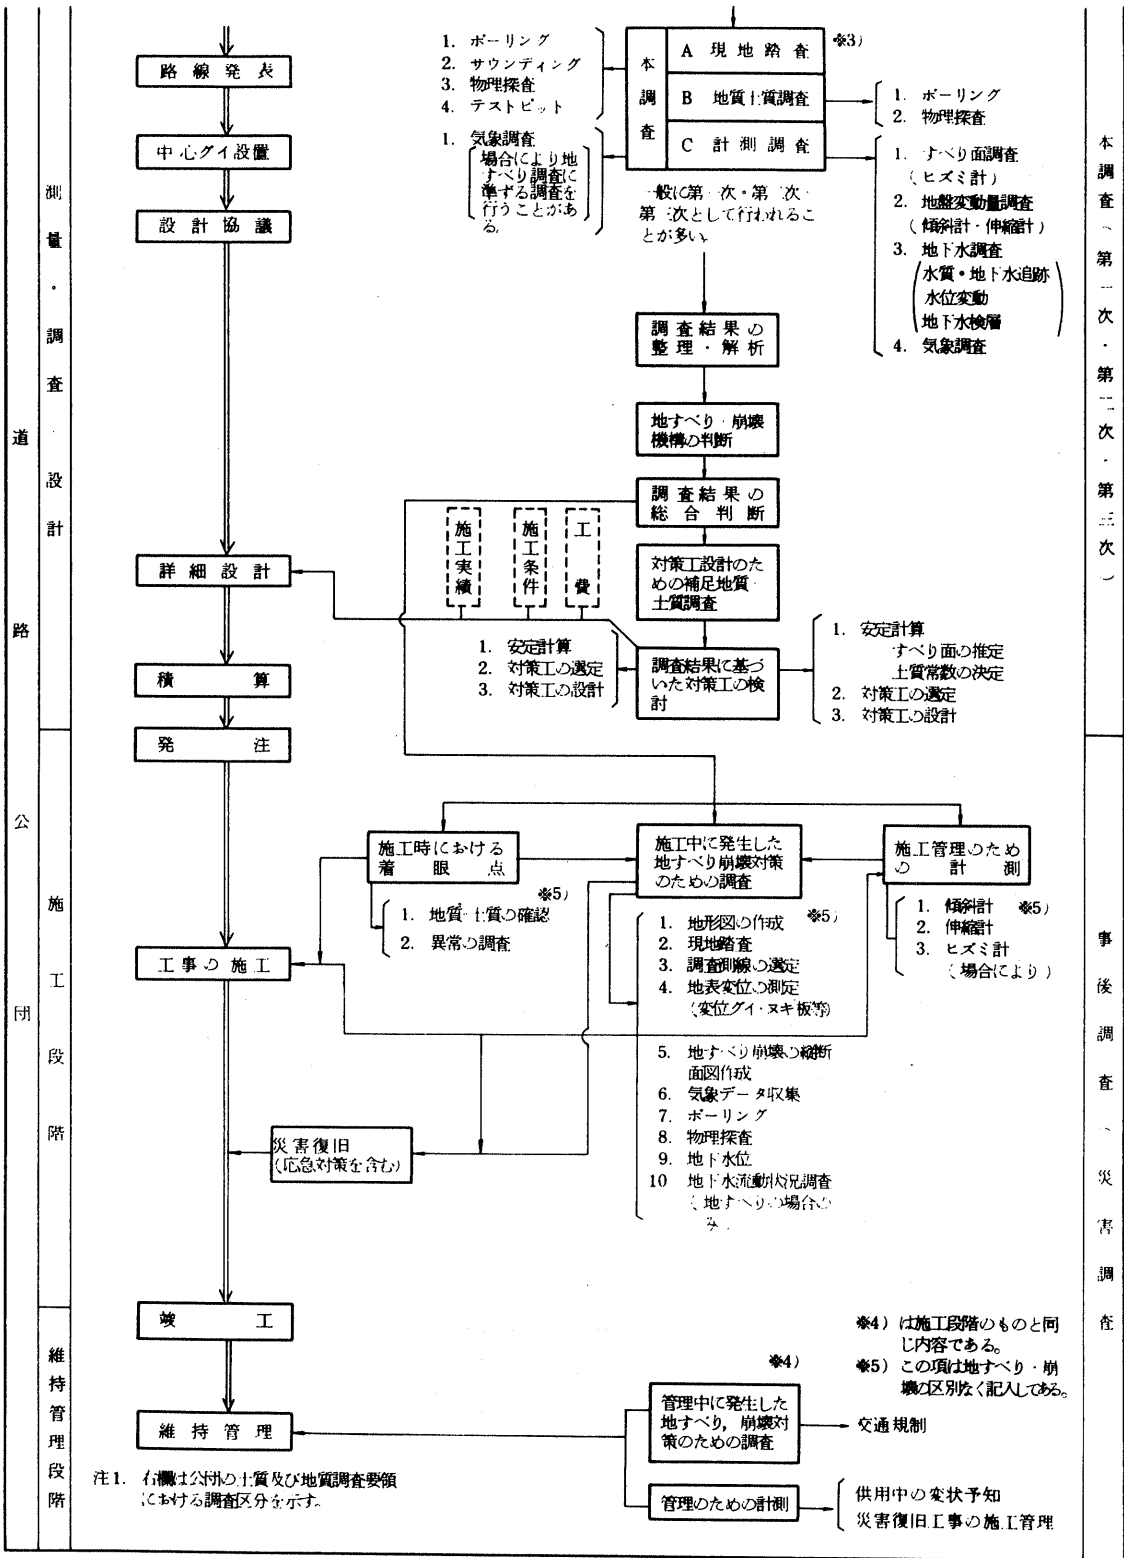 道路公団
測量・調査設計
施工段階
維持管理段階
路線発表
中心グイ設置
設計協議
詳細設計
積算
発注
工事の施工
竣工
維持管理
1. ボーリング
2. サウンディング
3. 物理探査
4. テストピット
1. 気象調査
場合により地
すべり調査に
準ずる調査を
行うことがあ
る。
本調査
A 現地踏査
B 地質土質調査
C 計測調査
※3)
1. ボーリング
2. 物理探査
1. すべり面調査
(ヒズミ計)
2. 地盤変動量調査
(傾斜計・伸縮計)
3. 地下水調査
(水質・地下水追跡
水位変動
地下水検層)
4. 気象調査
一般に第一次・第二次・
第三次として行われるこ
とが多い。
調査結果の
整理・解析
地すべり・崩壊
機構の判断
調査結果の
総合判断
対策工設計のた
めの補足地質・
土質調査
調査結果に基づ
いた対策工の検
討
施工実績
施工条件
工費
1. 安定計算
2. 対策工の選定
3. 対策工の設計
1. 安定計算
すべり面の推定
土質常数の決定
2. 対策工の選定
3. 対策工の設計
施工時における
着眼点
※5)
1. 地質・土質の確認
2. 異常の調査
施工中に発生した
地すべり崩壊対策
のための調査
※5)
1. 地形図の作成
2. 現地踏査
3. 調査測線の選定
4. 地表変位の測定
(変位グイ・ヌキ板等)
5. 地すべり崩壊の縦断
面図作成
6. 気象データ収集
7. ボーリング
8. 物理探査
9. 地下水位
10 地下水流動状況調査
(地すべりの場合の
み)
施工管理のため
の計測
1. 傾斜計 ※5)
2. 伸縮計
3. ヒズミ計
(場合により)
災害復旧
(応急対策を含む)
※4)
管理中に発生した
地すべり，崩壊対
策のための調査
交通規制
管理のための計測
供用中の変状予知
災害復旧工事の施工管理
※4) は施工段階のものと同
じ内容である。
※5) この項は地すべり・崩
壊の区別なく記入してある。
注1. 右欄は公団の土質及び地質調査要領
における調査区分を示す。
本調査(第一次・第二次・第三次)
事後調査、災害調査